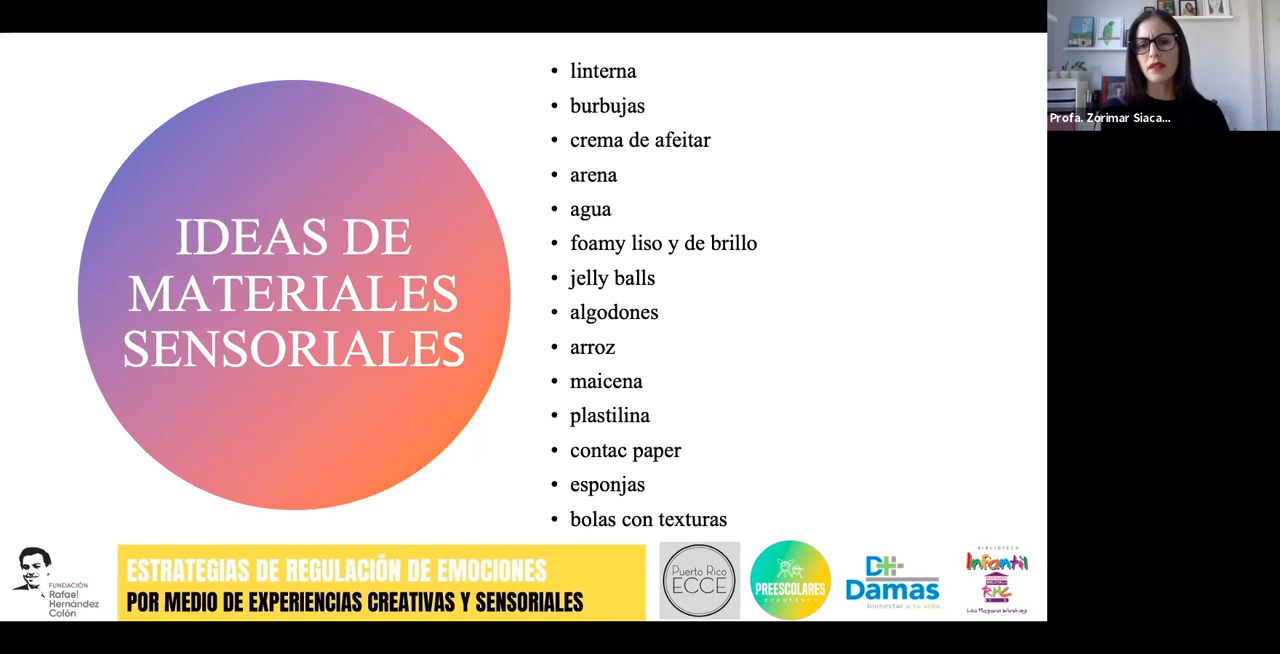 IDEAS DE
MATERIALES
SENSORIALES
• linterna
• burbujas
• crema de afeitar
• arena
• agua
• foamy liso y de brillo
• jelly balls
• algodones
• arroz
• maicena
• plastilina
• contac paper
• esponjas
• bolas con texturas
Profa. Zorimar Siaca...
FUNDACIÓN
Rafael
Hernández
Colón
ESTRATEGIAS DE REGULACIÓN DE EMOCIONES
POR MEDIO DE EXPERIENCIAS CREATIVAS Y SENSORIALES
Puerto Rico
ECCE
PREESCOLARES
creativos
D+
Damas
bienestar a tu vida
BIBLIOTECA
Infantil
RHC